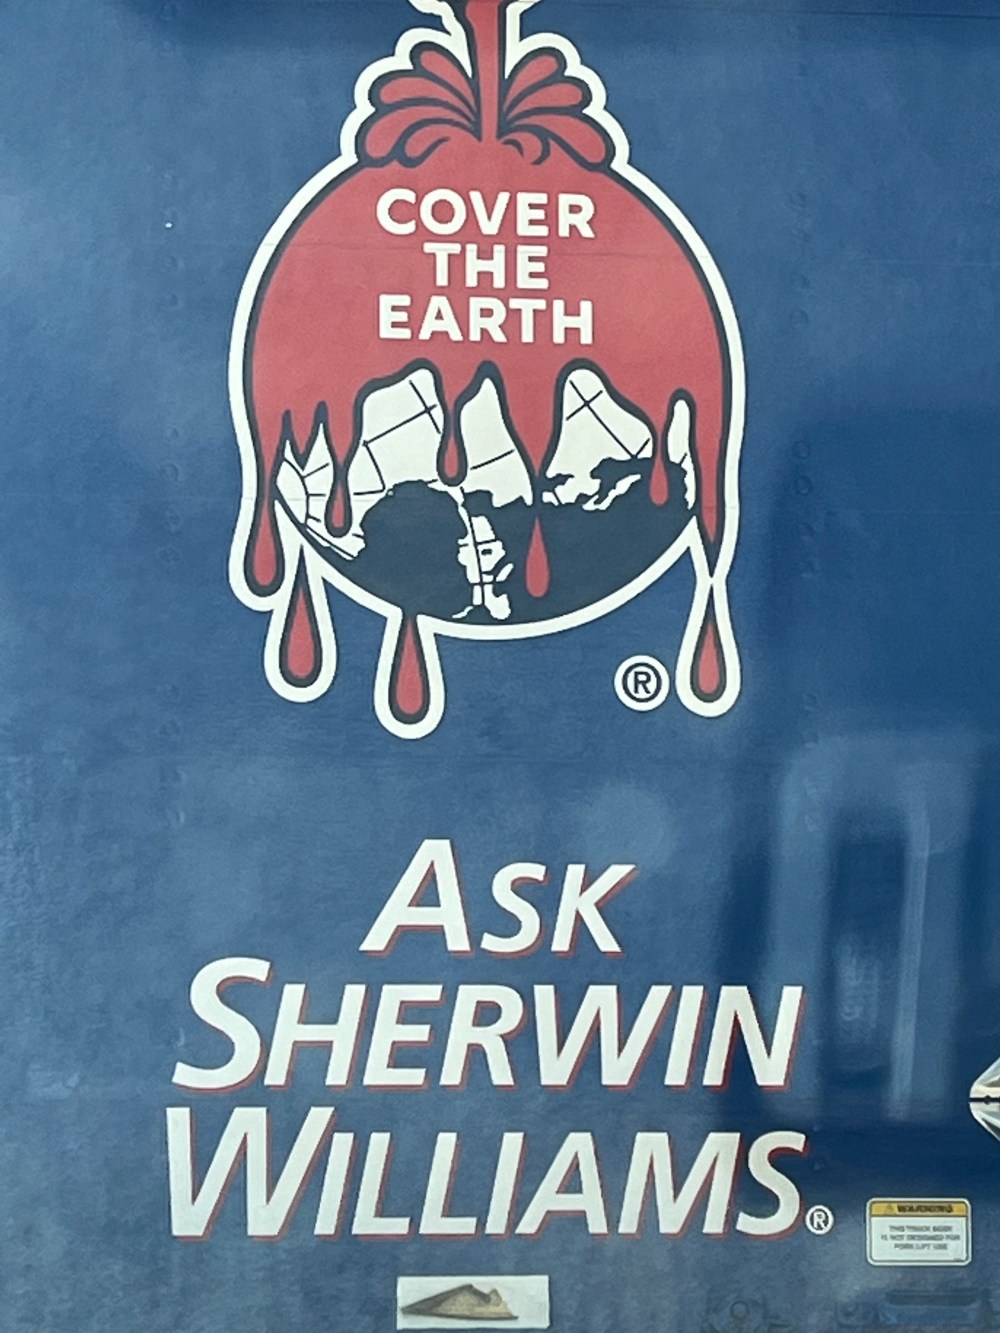 COVER
THE
EARTH
®
ASK
SHERWIN
WILLIAMS®
WARNING
THIS TRUCK BODY
IS NOT DESIGNED FOR
FORK LIFT USE